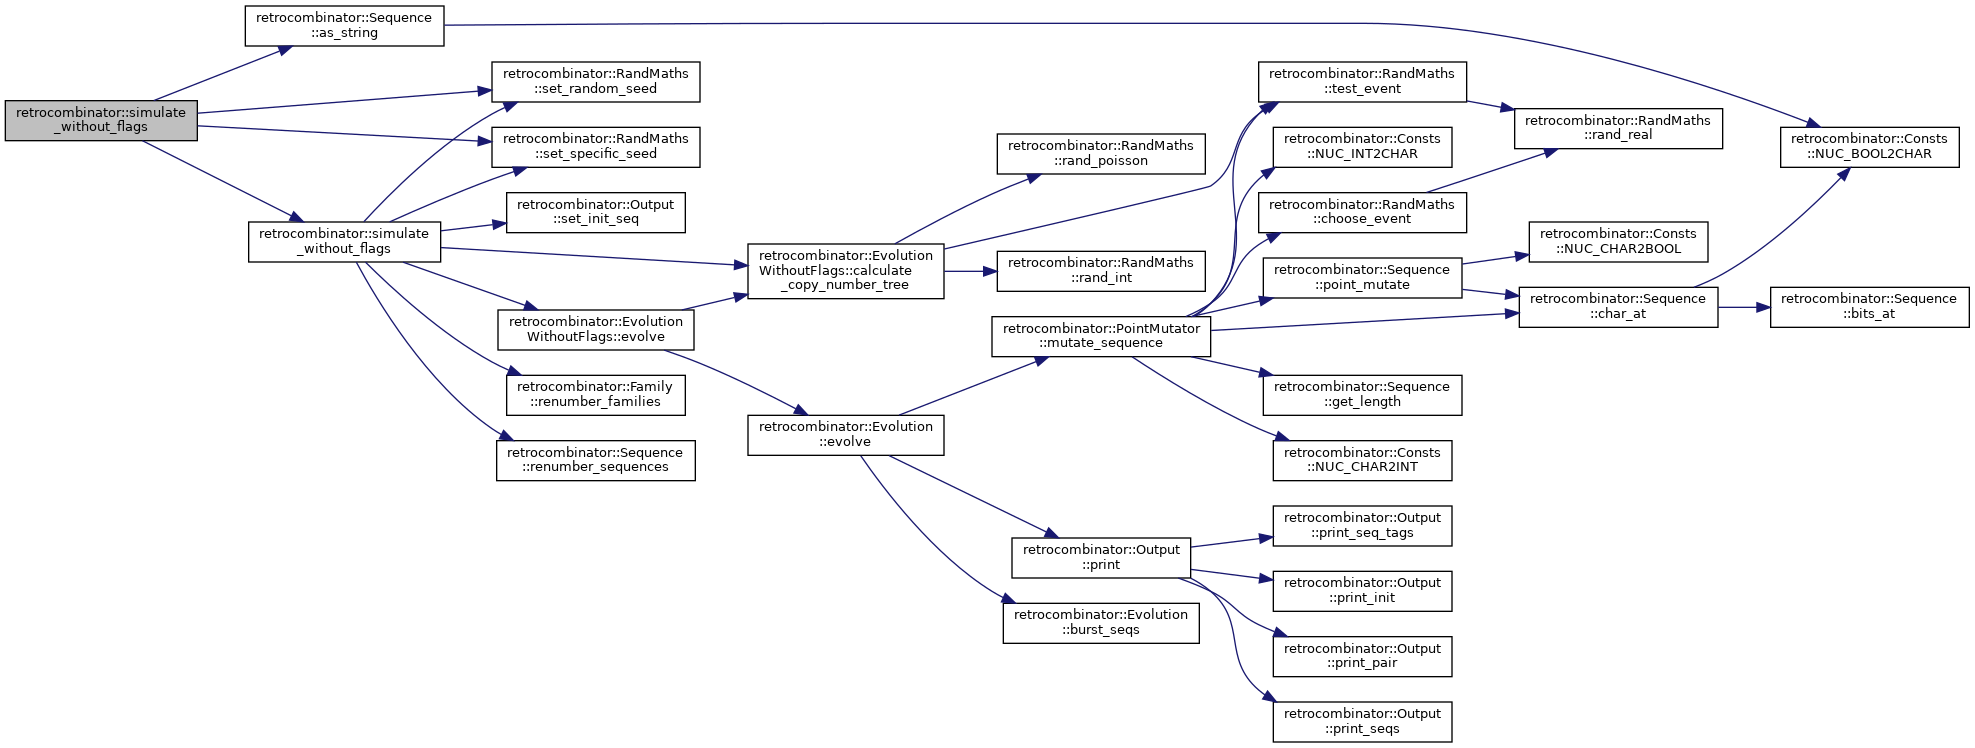 retrocombinator::simulate
_without_flags
retrocombinator::Sequence
::as_string
retrocombinator::RandMaths
::set_random_seed
retrocombinator::RandMaths
::set_specific_seed
retrocombinator::simulate
_without_flags
retrocombinator::Output
::set_init_seq
retrocombinator::Evolution
WithoutFlags::evolve
retrocombinator::Family
::renumber_families
retrocombinator::Sequence
::renumber_sequences
retrocombinator::Evolution
WithoutFlags::calculate
_copy_number_tree
retrocombinator::Evolution
::evolve
retrocombinator::RandMaths
::rand_poisson
retrocombinator::RandMaths
::rand_int
retrocombinator::PointMutator
::mutate_sequence
retrocombinator::Output
::print
retrocombinator::Evolution
::burst_seqs
retrocombinator::RandMaths
::test_event
retrocombinator::Consts
::NUC_INT2CHAR
retrocombinator::RandMaths
::choose_event
retrocombinator::Sequence
::point_mutate
retrocombinator::Sequence
::get_length
retrocombinator::Consts
::NUC_CHAR2INT
retrocombinator::Output
::print_seq_tags
retrocombinator::Output
::print_init
retrocombinator::Output
::print_pair
retrocombinator::Output
::print_seqs
retrocombinator::RandMaths
::rand_real
retrocombinator::Consts
::NUC_CHAR2BOOL
retrocombinator::Sequence
::char_at
retrocombinator::Consts
::NUC_BOOL2CHAR
retrocombinator::Sequence
::bits_at